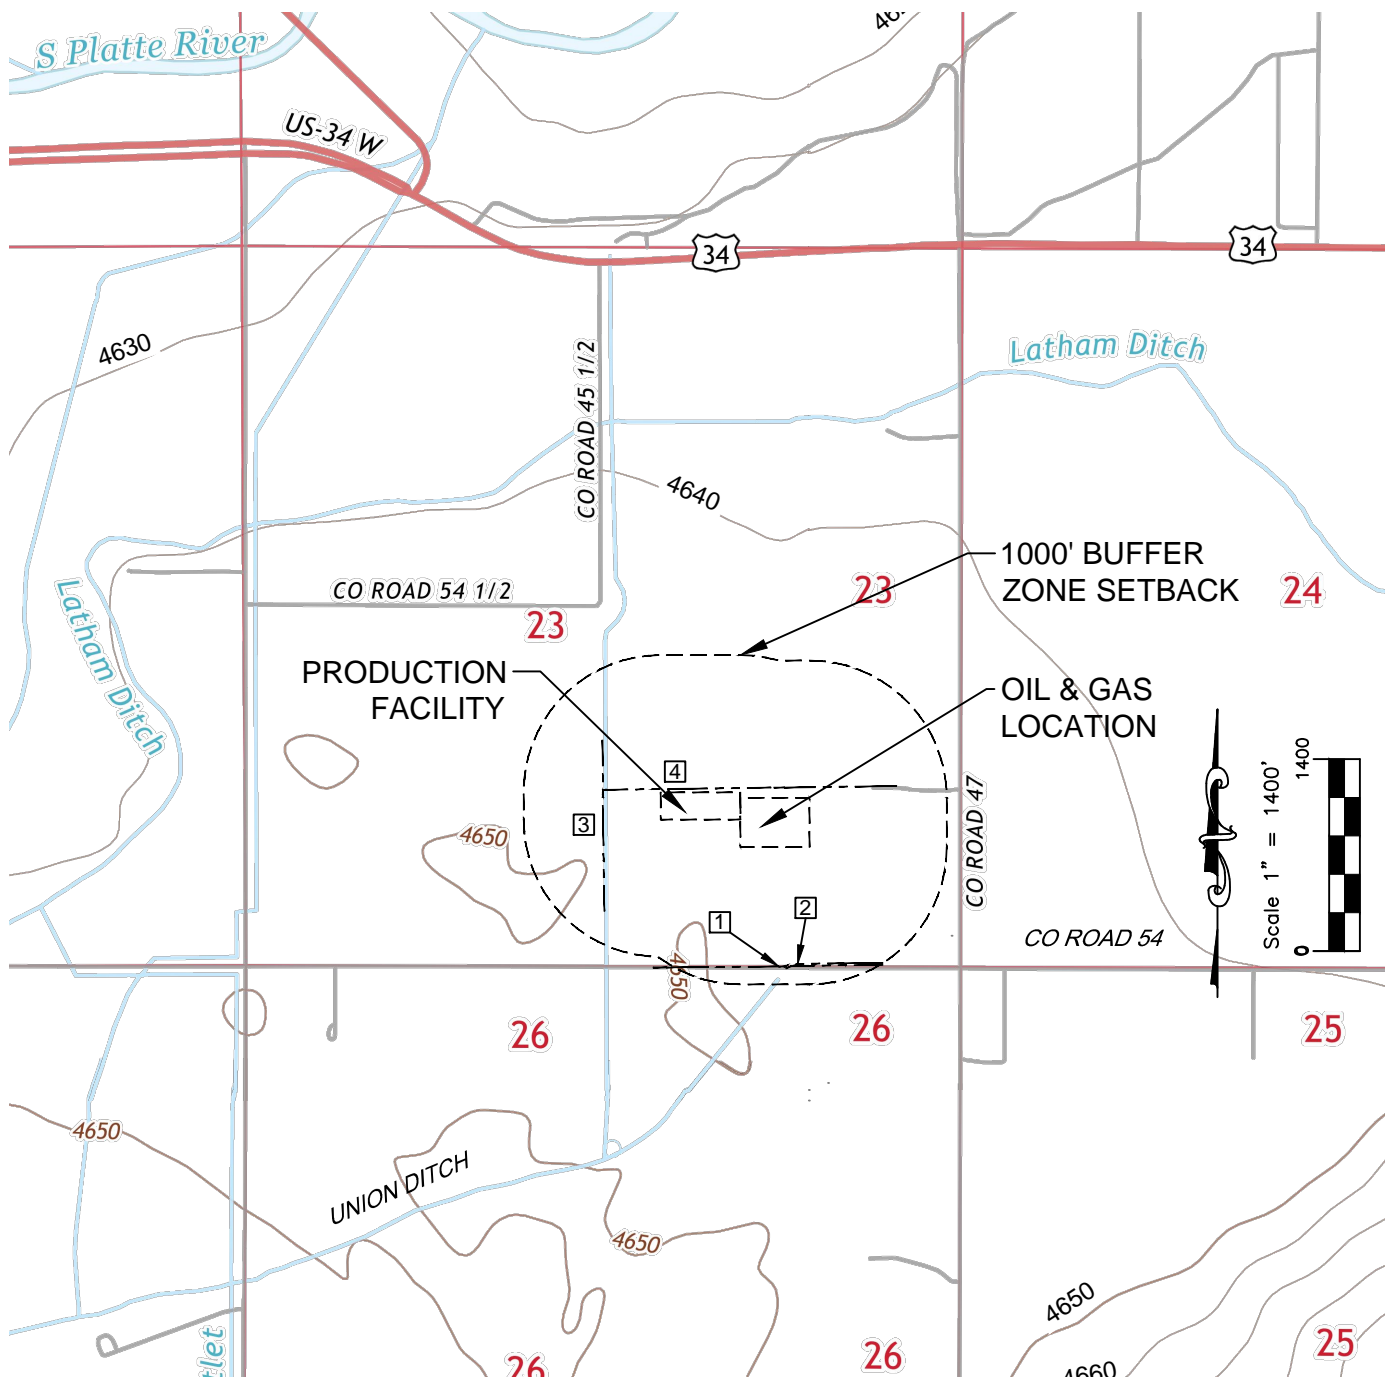 S Platte River
US-34 W
34
34
4630
CO ROAD 45 1/2
Latham Ditch
4640
1000' BUFFER
ZONE SETBACK
23
24
CO ROAD 54 1/2
23
Latham Ditch
PRODUCTION
FACILITY
OIL & GAS
LOCATION
4
3
4650
CO ROAD 47
1400
Scale 1" = 1400'
0
1
2
CO ROAD 54
4650
26
26
25
4650
UNION DITCH
4650
4650
25
26
26
4660